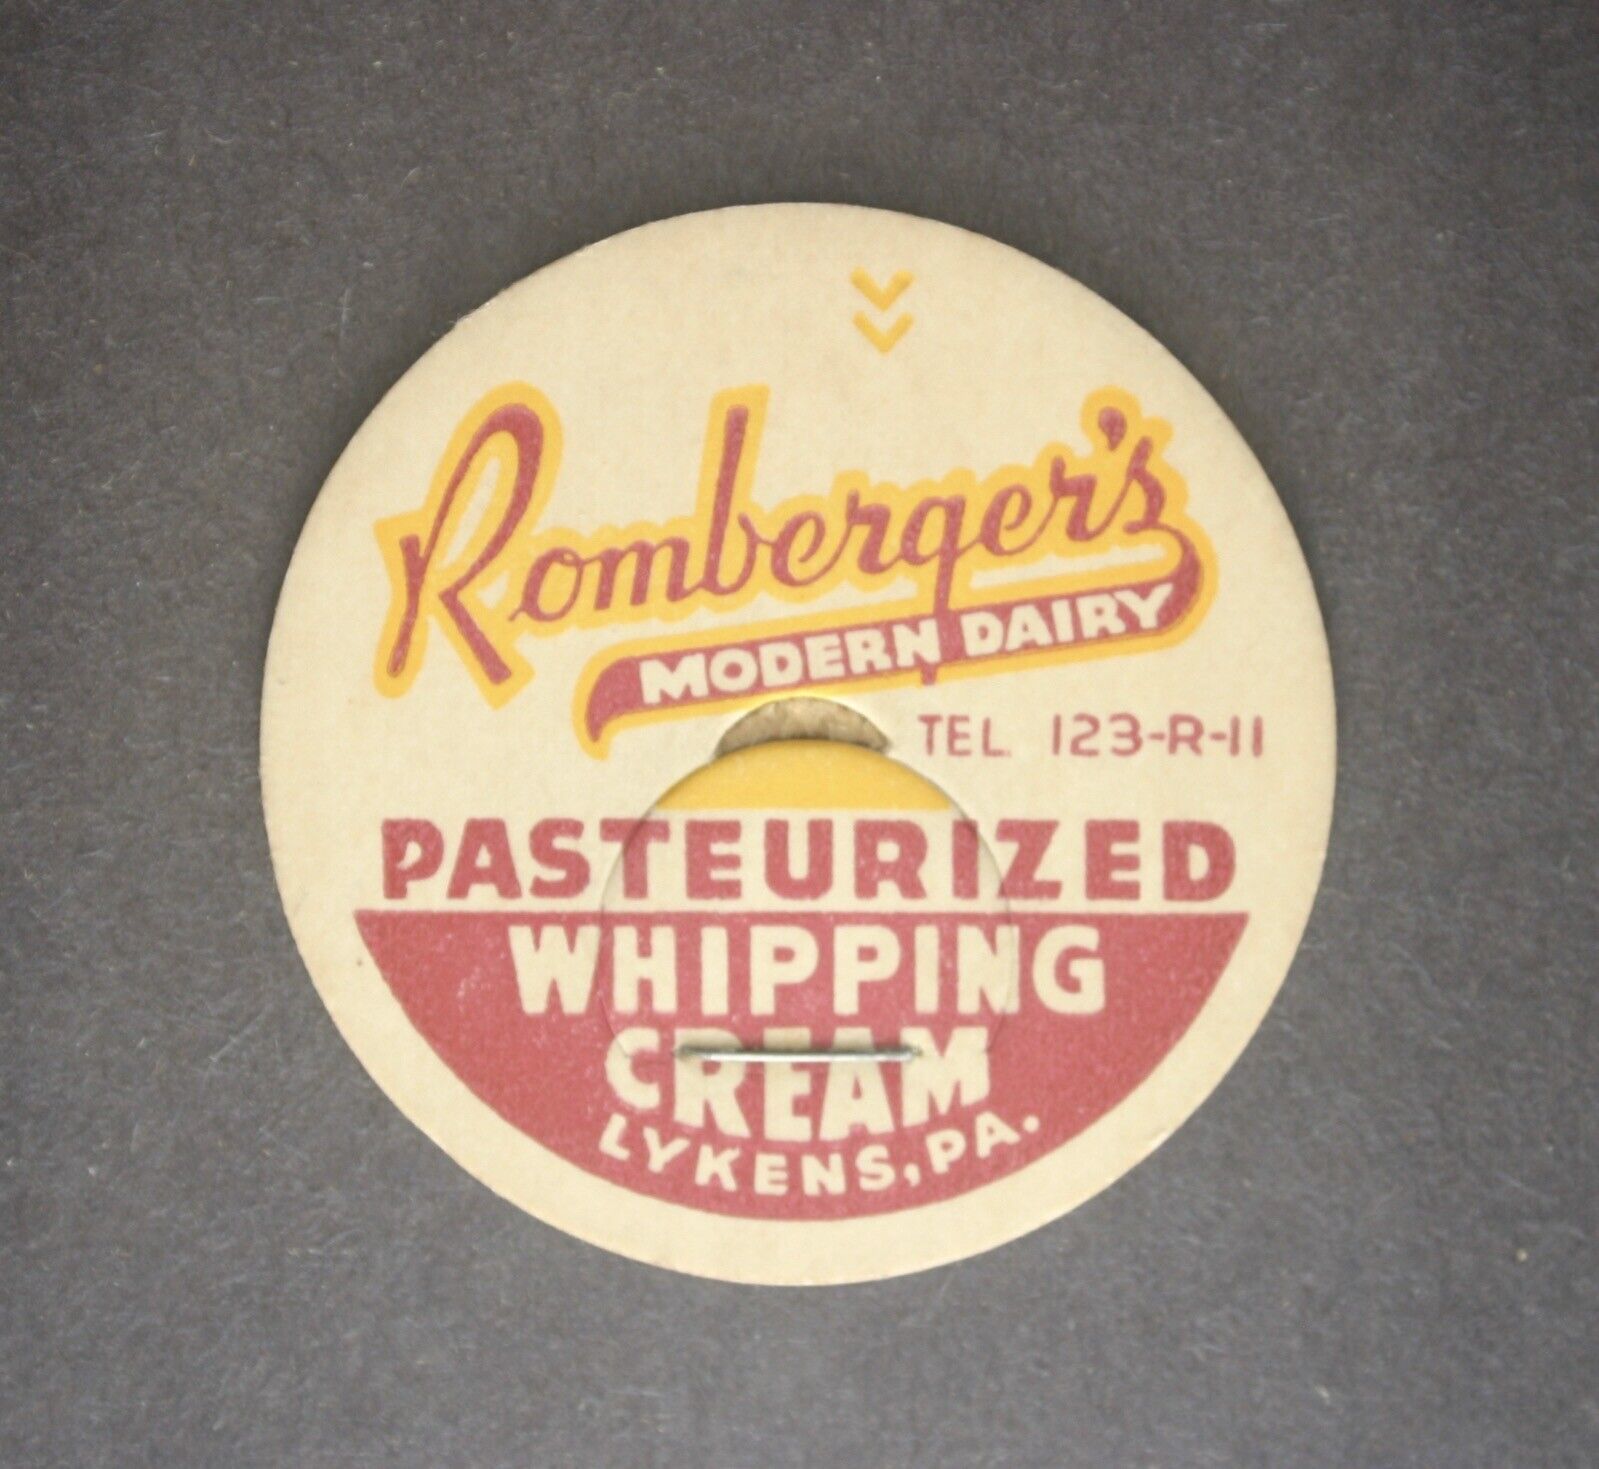 Romberger's
MODERN DAIRY
TEL. 123-R-11
PASTEURIZED
WHIPPING
CREAM
LYKENS, PA.